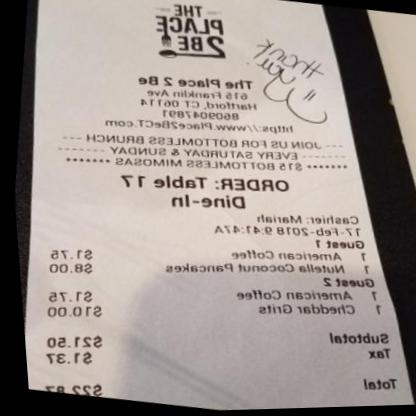 THE
PLACE
2 BE
Thank
You
The Place 2 Be
615 Franklin Ave
Hartford, CT 06114
8609047891
https://www.Place2BeCT.com
---- JOIN US FOR BOTTOMLESS BRUNCH ----
---- EVERY SATURDAY & SUNDAY ----
******* $15 BOTTOMLESS MIMOSAS *******
ORDER: Table 17
Dine-In
Cashier: Mariah
17-Feb-2018 9:41:47A
Guest 1
1 American Coffee $1.75
1 Nutella Coconut Pancakes $8.00
Guest 2
1 American Coffee $1.75
1 Cheddar Grits $10.00
Subtotal $21.50
Tax $1.37
Total $22.87